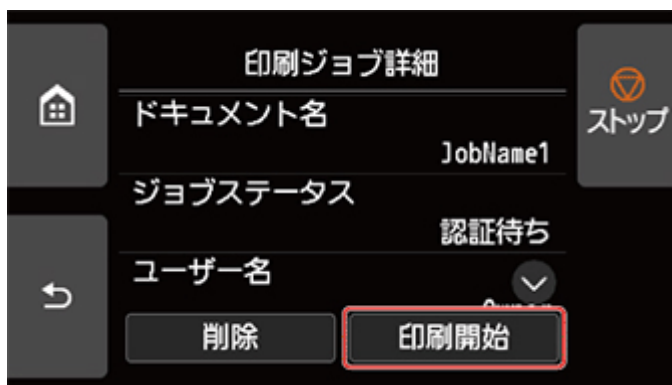 印刷ジョブ詳細
ドキュメント名
JobName1
ジョブステータス
認証待ち
ユーザー名
削除
印刷開始
ストップ